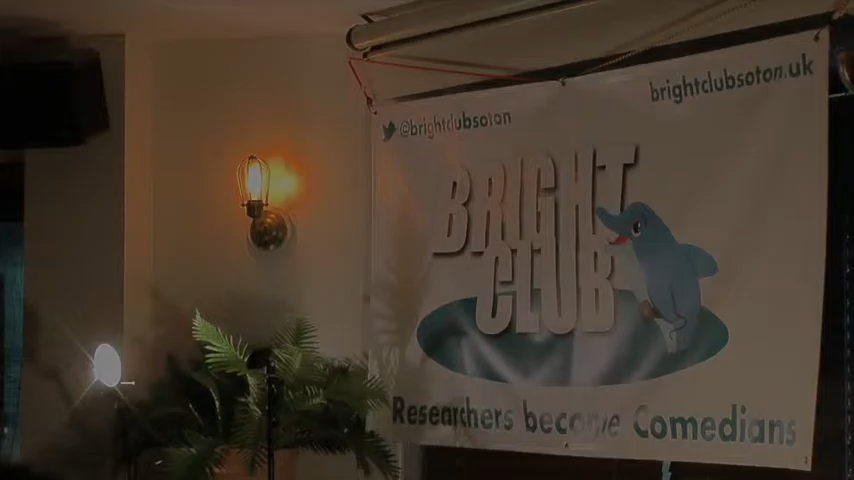 @brightclubsoton
brightclubsoton.uk
BRIGHT
CLUB
Researchers become Comedians